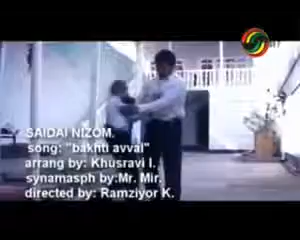 SAIDAI NIZOM.
song: "bakhti avval"
arrang by: Khusravi I.
synamasph by:Mr. Mir.
directed by: Ramziyor K.